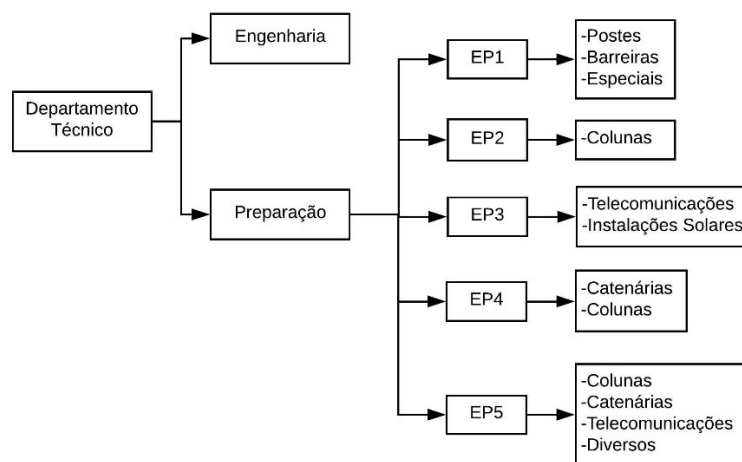 Departamento
Técnico
Engenharia
Preparação
EP1
-Postes
-Barreiras
-Especiais
EP2
-Colunas
EP3
-Telecomunicações
-Instalações Solares
EP4
-Catenárias
-Colunas
EP5
-Colunas
-Catenárias
-Telecomunicações
-Diversos